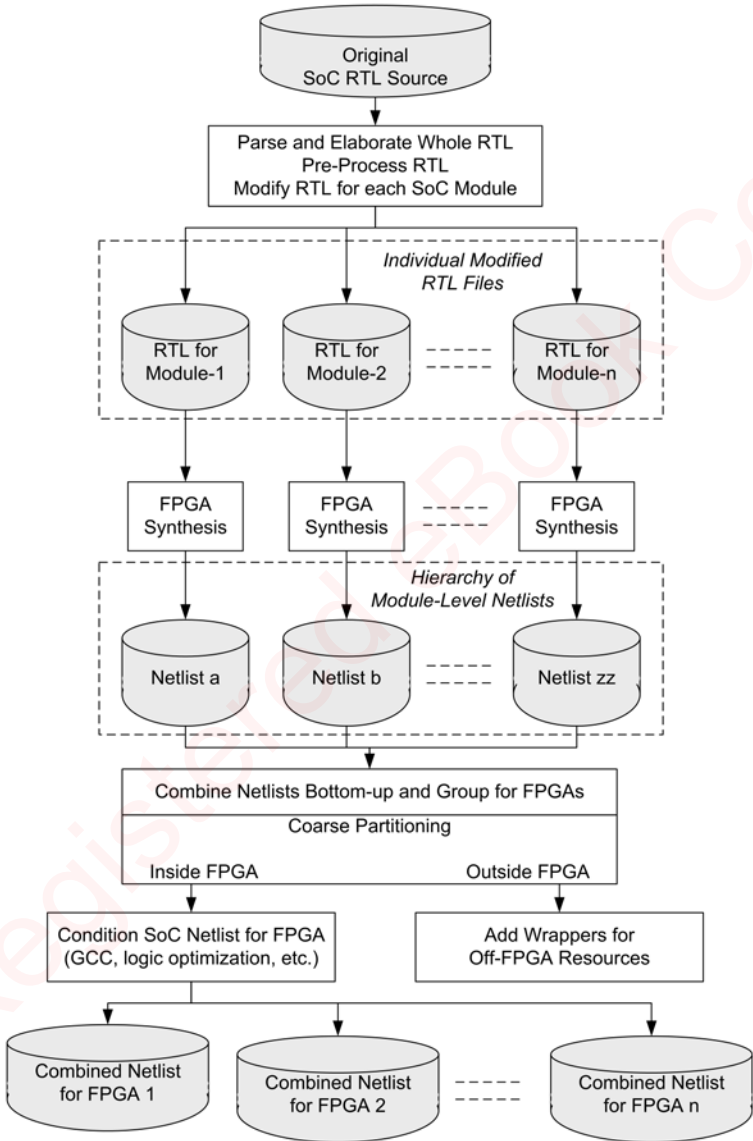 Original
SoC RTL Source
Parse and Elaborate Whole RTL
Pre-Process RTL
Modify RTL for each SoC Module
Individual Modified
RTL Files
RTL for
Module-1
RTL for
Module-2
RTL for
Module-n
FPGA
Synthesis
FPGA
Synthesis
FPGA
Synthesis
Hierarchy of
Module-Level Netlists
Netlist a
Netlist b
Netlist zz
Combine Netlists Bottom-up and Group for FPGAs
Coarse Partitioning
Inside FPGA
Outside FPGA
Condition SoC Netlist for FPGA
(GCC, logic optimization, etc.)
Add Wrappers for
Off-FPGA Resources
Combined Netlist
for FPGA 1
Combined Netlist
for FPGA 2
Combined Netlist
for FPGA n
Registered eBook